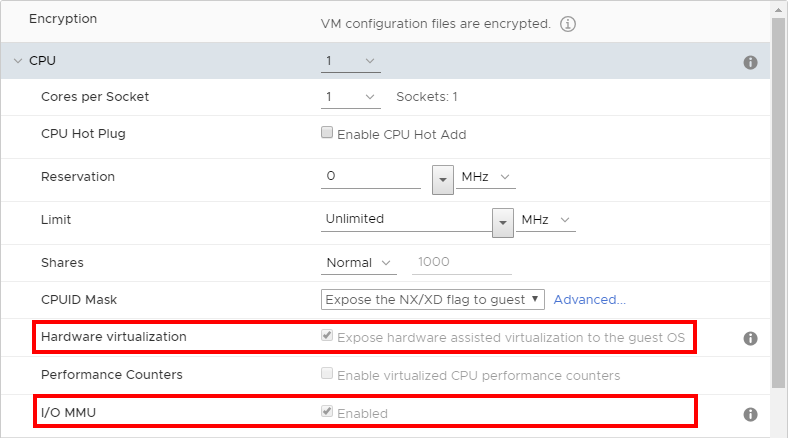 Encryption VM configuration files are encrypted.
CPU 1
Cores per Socket 1 Sockets: 1
CPU Hot Plug Enable CPU Hot Add
Reservation 0 MHz
Limit Unlimited MHz
Shares Normal 1000
CPUID Mask Expose the NX/XD flag to guest Advanced...
Hardware virtualization Expose hardware assisted virtualization to the guest OS
Performance Counters Enable virtualized CPU performance counters
I/O MMU Enabled